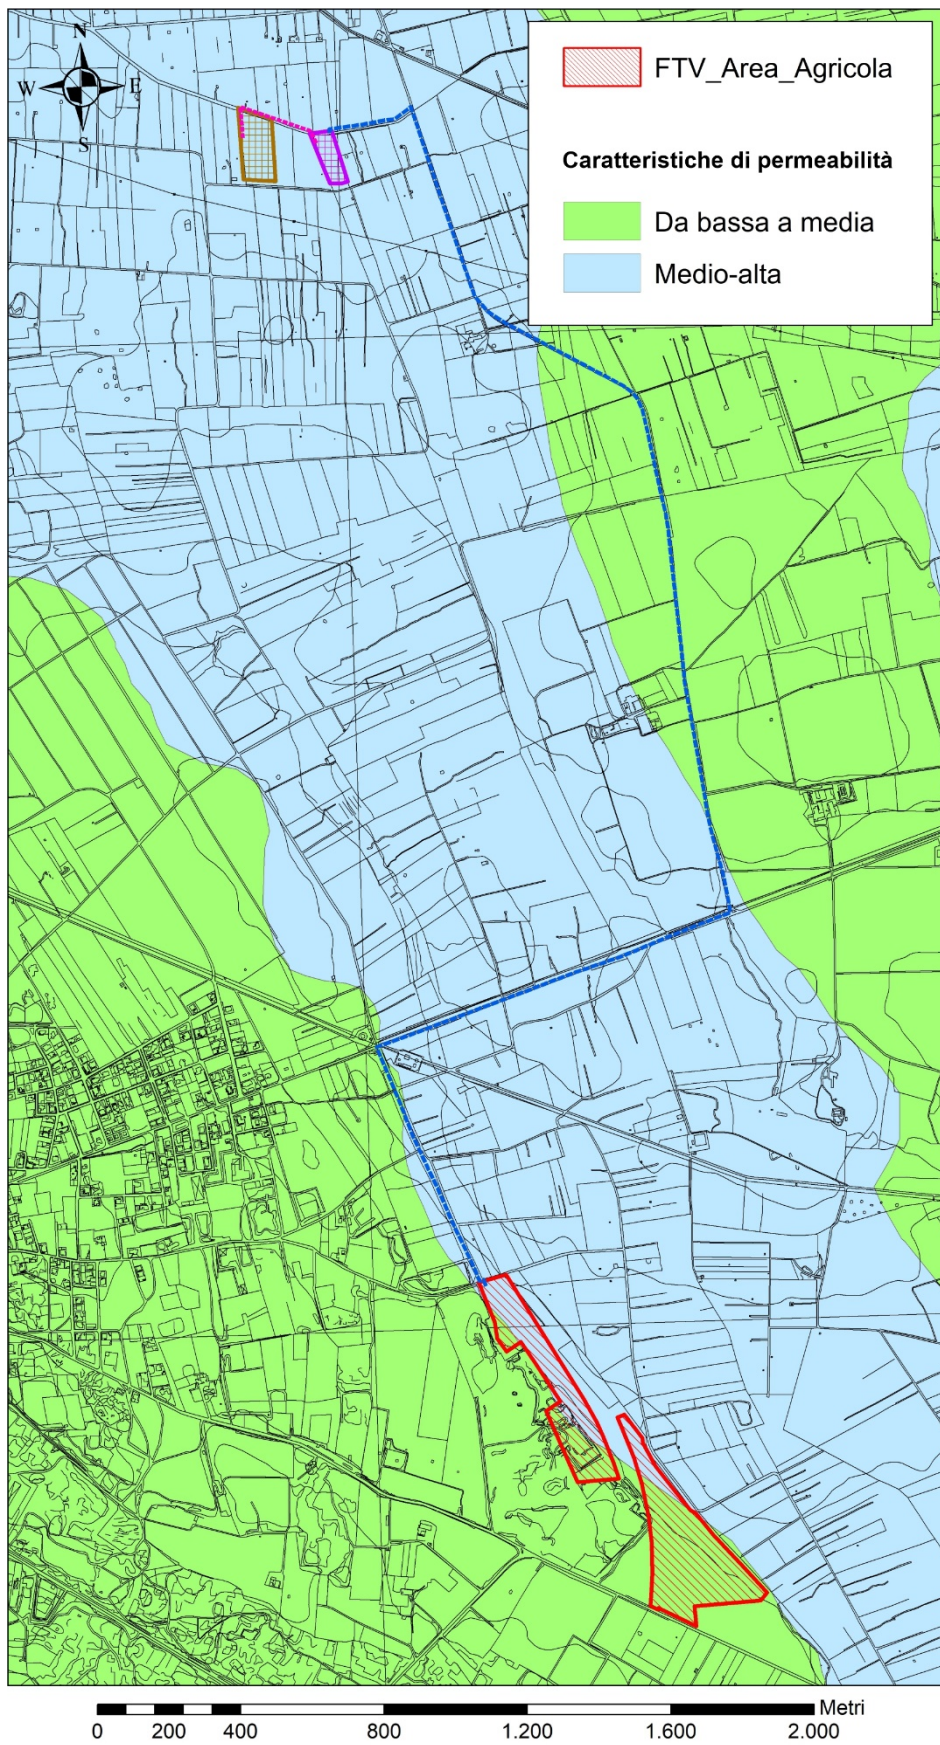 N
W E
S
FTV_Area_Agricola
Caratteristiche di permeabilità
Da bassa a media
Medio-alta
Metri
0 200 400 800 1.200 1.600 2.000